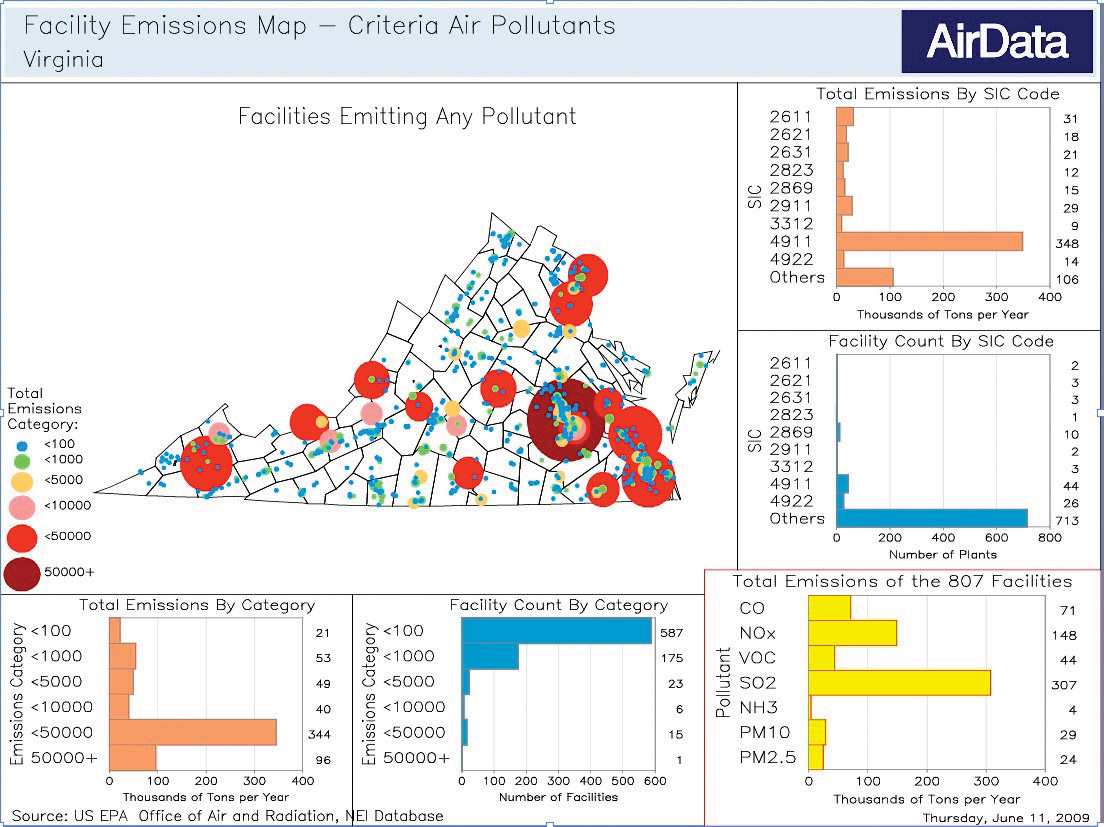 Facility Emissions Map – Criteria Air Pollutants
Virginia
AirData
Facilities Emitting Any Pollutant
Total
Emissions
Category:
<100
<1000
<5000
<10000
<50000
50000+
Total Emissions By SIC Code
SIC
2611 31
2621 18
2631 21
2823 12
2869 15
2911 29
3312 9
4911 348
4922 14
Others 106
0 100 200 300 400
Thousands of Tons per Year
Facility Count By SIC Code
SIC
2611 2
2621 3
2631 3
2823 1
2869 10
2911 2
3312 3
4911 44
4922 26
Others 713
0 200 400 600 800
Number of Plants
Total Emissions By Category
Emissions Category
<100 21
<1000 53
<5000 49
<10000 40
<50000 344
50000+ 96
0 100 200 300 400
Thousands of Tons per Year
Facility Count By Category
Emissions Category
<100 587
<1000 175
<5000 23
<10000 6
<50000 15
50000+ 1
0 100 200 300 400 500 600
Number of Facilities
Total Emissions of the 807 Facilities
Pollutant
CO 71
NOx 148
VOC 44
SO2 307
NH3 4
PM10 29
PM2.5 24
0 100 200 300 400
Thousands of Tons per Year
Source: US EPA Office of Air and Radiation, NEI Database
Thursday, June 11, 2009